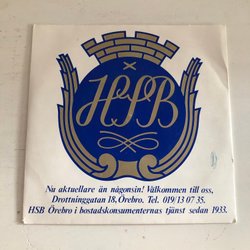 HSB
Nu aktuellare än någonsin! Välkommen till oss,
Drottninggatan 18, Örebro. Tel. 019/13 07 35.
HSB Örebro i bostadskonsumenternas tjänst sedan 1933.